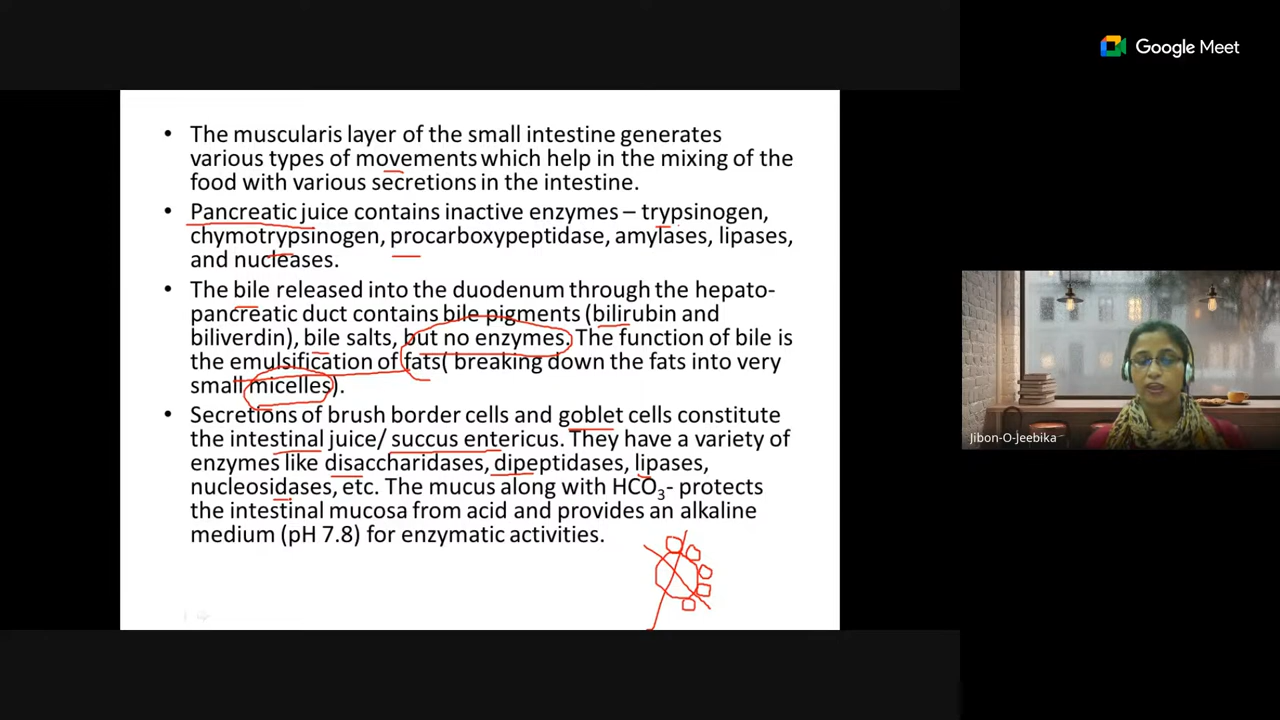 Google Meet
• The muscularis layer of the small intestine generates
various types of movements which help in the mixing of the
food with various secretions in the intestine.
• Pancreatic juice contains inactive enzymes – trypsinogen,
chymotrypsinogen, procarboxypeptidase, amylases, lipases,
and nucleases.
• The bile released into the duodenum through the hepato-
pancreatic duct contains bile pigments (bilirubin and
biliverdin), bile salts, but no enzymes. The function of bile is
the emulsification of fats( breaking down the fats into very
small micelles).
• Secretions of brush border cells and goblet cells constitute
the intestinal juice/ succus entericus. They have a variety of
enzymes like disaccharidases, dipeptidases, lipases,
nucleosidases, etc. The mucus along with HCO₃- protects
the intestinal mucosa from acid and provides an alkaline
medium (pH 7.8) for enzymatic activities.
Jibon-O-Jeebika